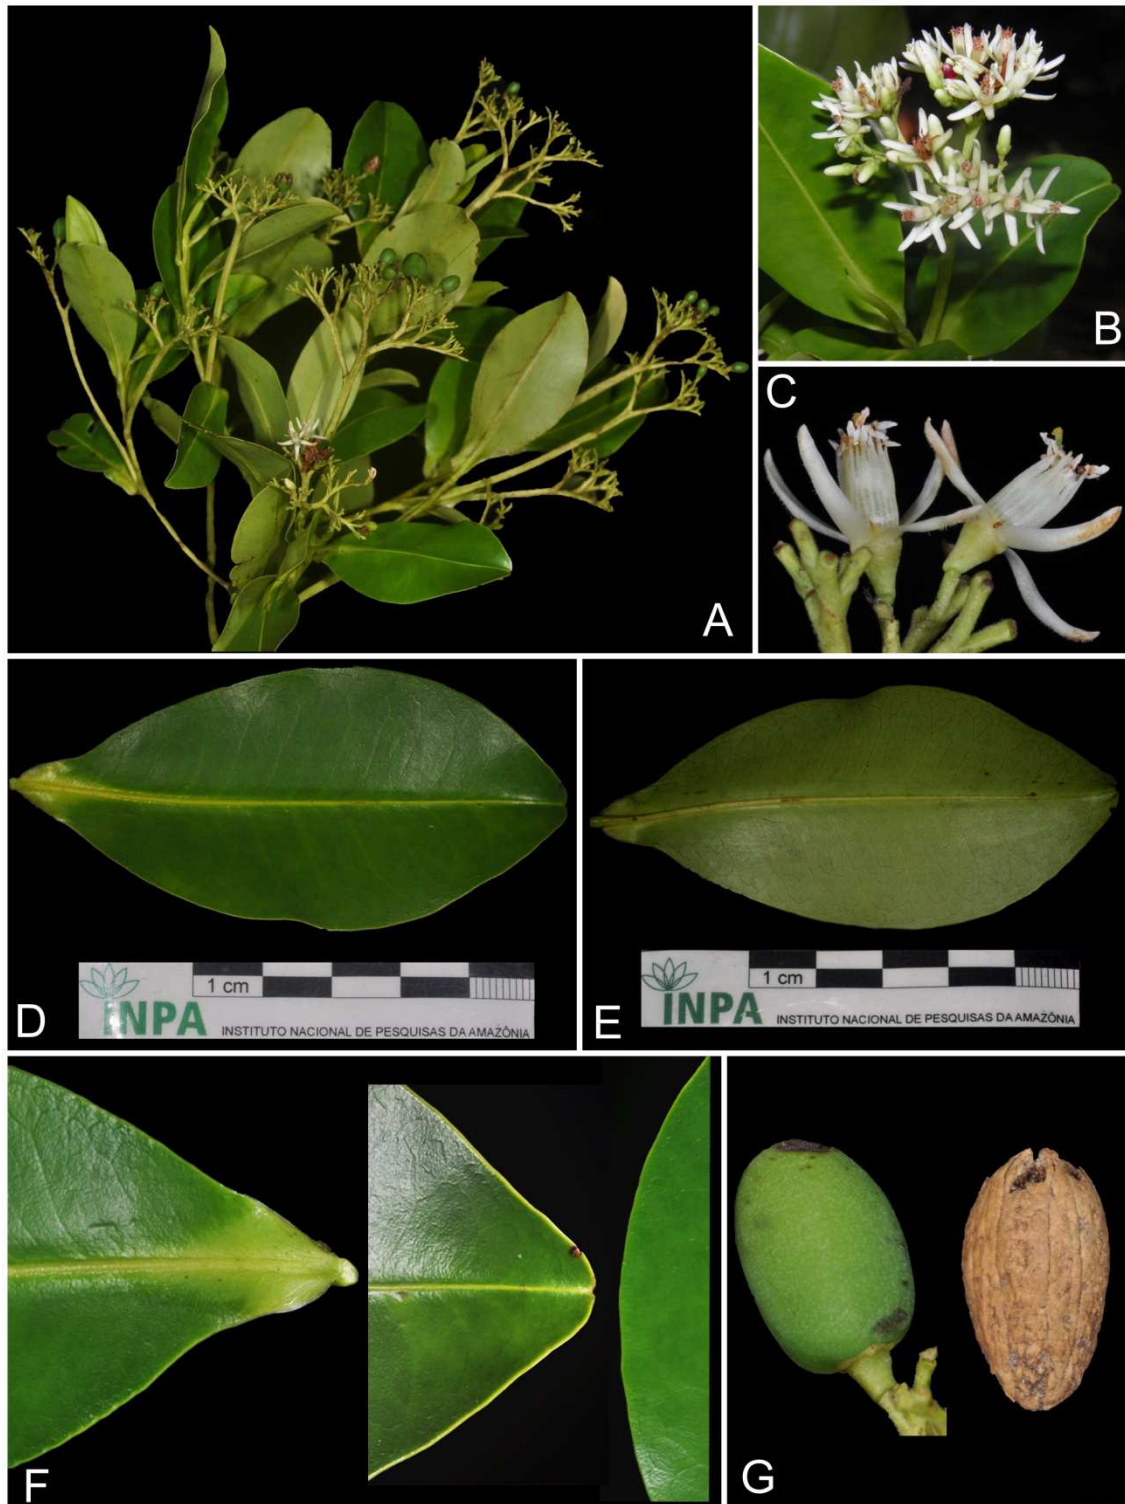 A
B
C
1 cm
INPA INSTITUTO NACIONAL DE PESQUISAS DA AMAZÔNIA
D
1 cm
INPA INSTITUTO NACIONAL DE PESQUISAS DA AMAZÔNIA
E
F
G